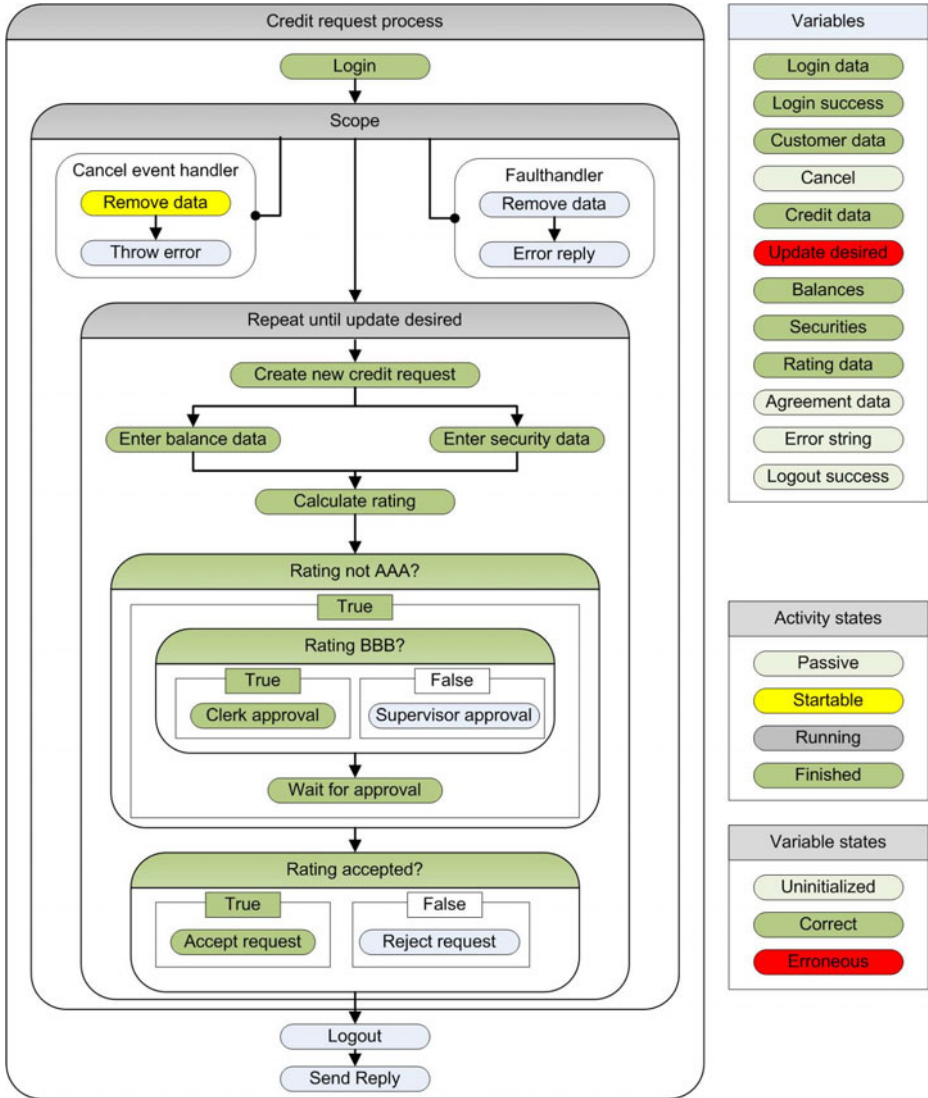 Credit request process
Login
Scope
Cancel event handler
Remove data
Throw error
Faulthandler
Remove data
Error reply
Repeat until update desired
Create new credit request
Enter balance data
Enter security data
Calculate rating
Rating not AAA?
True
Rating BBB?
True
False
Clerk approval
Supervisor approval
Wait for approval
Rating accepted?
True
False
Accept request
Reject request
Logout
Send Reply
Variables
Login data
Login success
Customer data
Cancel
Credit data
Update desired
Balances
Securities
Rating data
Agreement data
Error string
Logout success
Activity states
Passive
Startable
Running
Finished
Variable states
Uninitialized
Correct
Erroneous